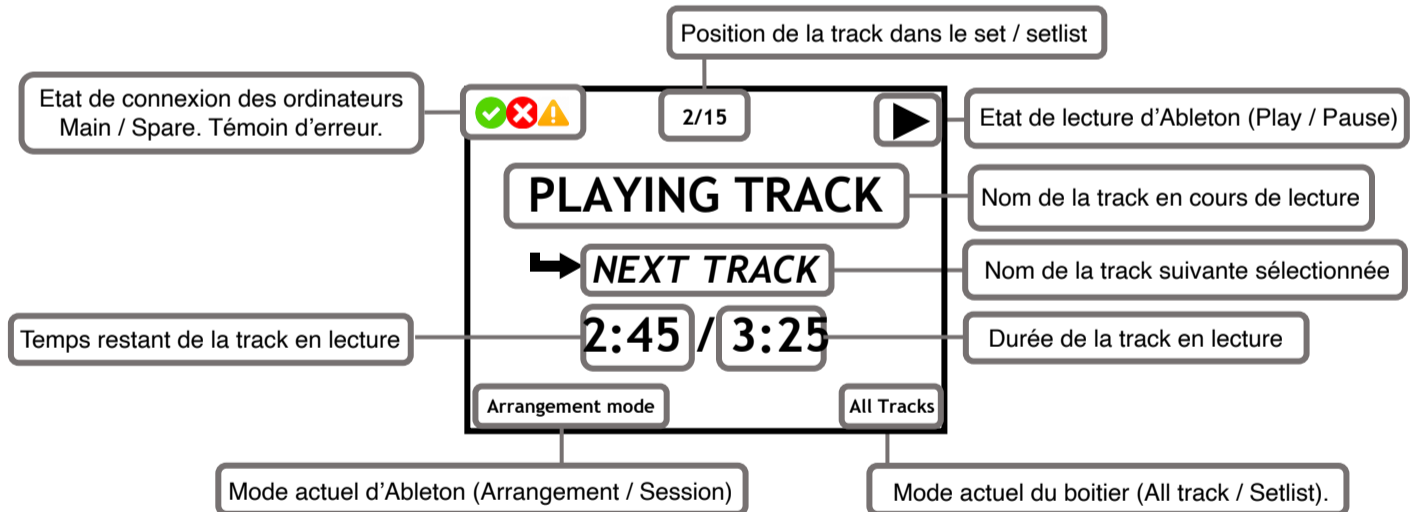 Position de la track dans le set / setlist
Etat de connexion des ordinateurs
Main / Spare. Témoin d’erreur.
2/15
Etat de lecture d’Ableton (Play / Pause)
PLAYING TRACK
Nom de la track en cours de lecture
NEXT TRACK
Nom de la track suivante sélectionnée
Temps restant de la track en lecture
2:45 / 3:25
Durée de la track en lecture
Arrangement mode
All Tracks
Mode actuel d’Ableton (Arrangement / Session)
Mode actuel du boitier (All track / Setlist).